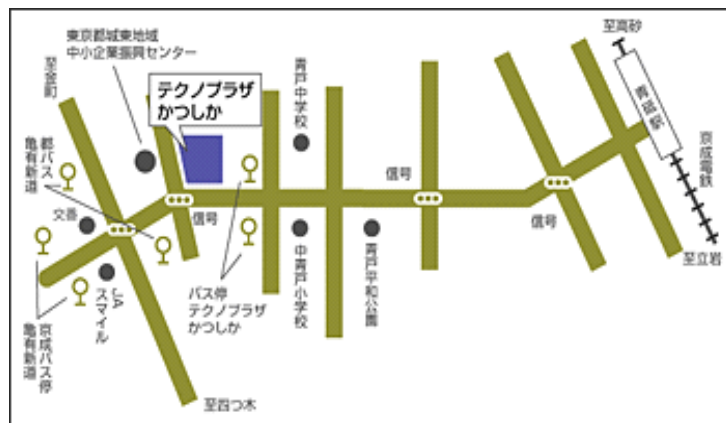 東京都城東地域
中小企業振興センター
至金町
テクノプラザ
かつしか
青戸中学校
至高砂
青砥駅
京成電鉄
都バス
亀有新道
交番
信号
信号
信号
至立岩
JA
スマイル
バス停
テクノプラザ
かつしか
中青戸小学校
青戸平和公園
京成バス停
亀有新道
至四つ木